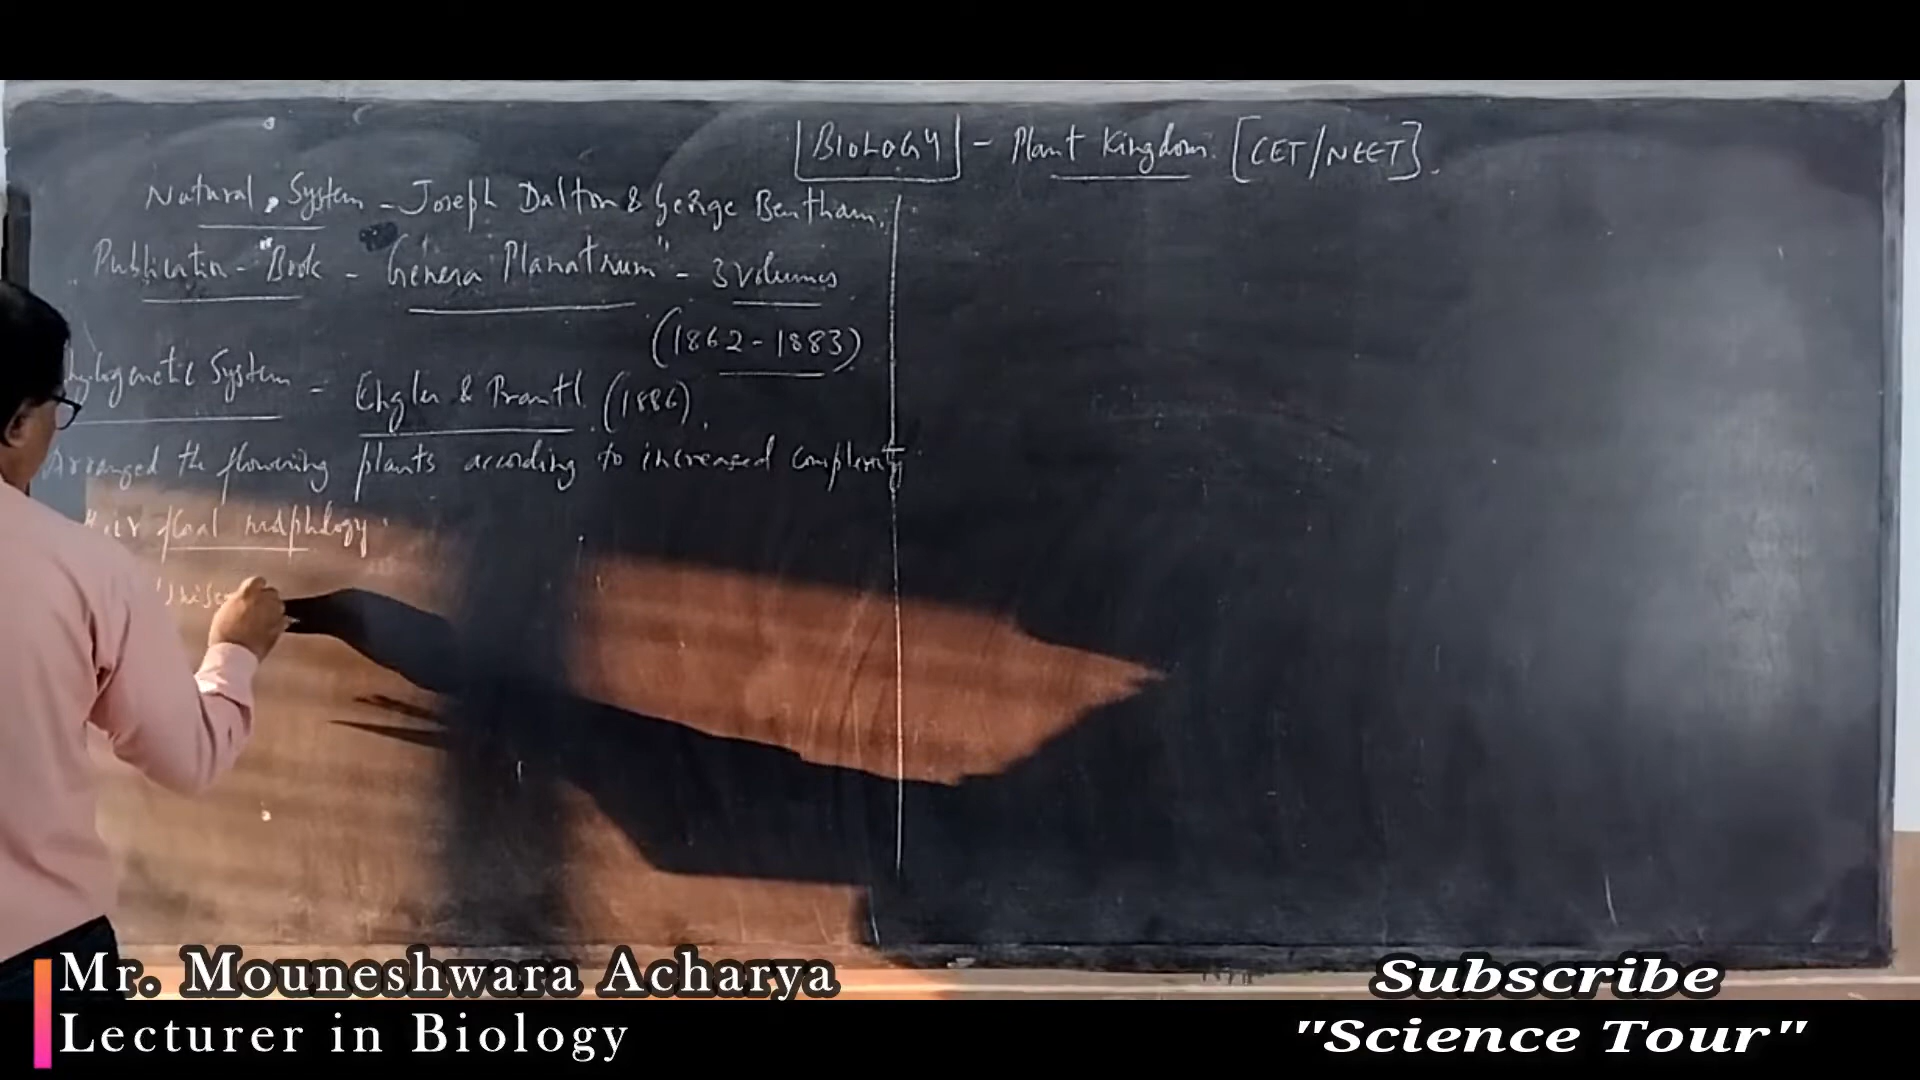 BIOLOGY - Plant Kingdom. [CET/NEET].
Natural System - Joseph Dalton & George Bentham.
Publication - Book - "Genera Planatrum" - 3 volumes
(1862 - 1883)
Phylogenetic System - Engler & Prantl (1886).
Arranged the flowering plants according to increased complexity
floral morphology.
Mr. Mouneshwara Acharya
Lecturer in Biology
Subscribe
"Science Tour"